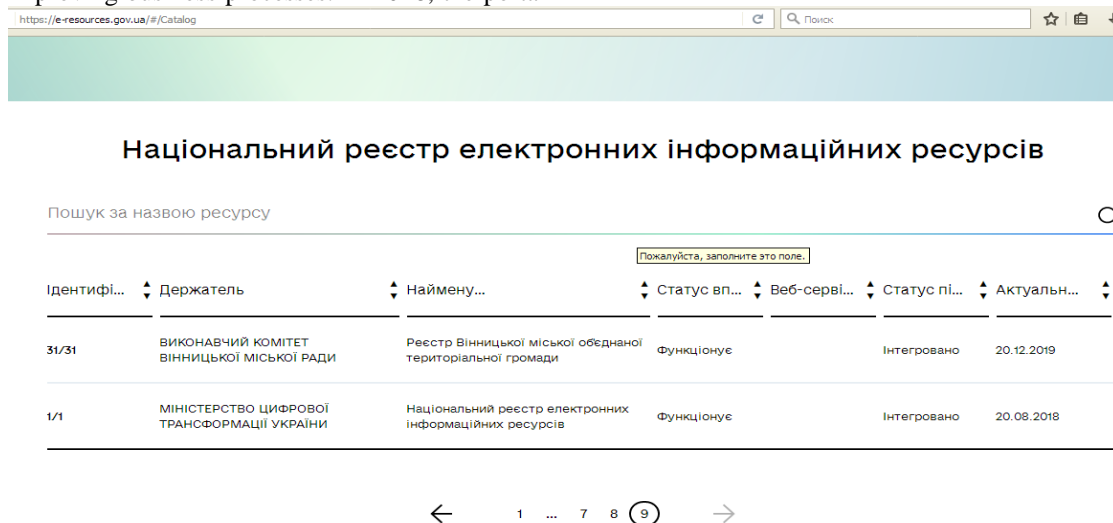 https://e-resources.gov.ua/#/Catalog
Поиск
Національний реєстр електронних інформаційних ресурсів
Пошук за назвою ресурсу
Пожалуйста, заполните это поле.
Ідентифі... Держатель Наймену... Статус вп... Веб-серві... Статус пі... Актуальн...
31/31 ВИКОНАВЧИЙ КОМІТЕТ ВІННИЦЬКОЇ МІСЬКОЇ РАДИ Реєстр Вінницької міської об'єднаної територіальної громади Функціонує Інтегровано 20.12.2019
1/1 МІНІСТЕРСТВО ЦИФРОВОЇ ТРАНСФОРМАЦІЇ УКРАЇНИ Національний реєстр електронних інформаційних ресурсів Функціонує Інтегровано 20.08.2018
1 ... 7 8 9